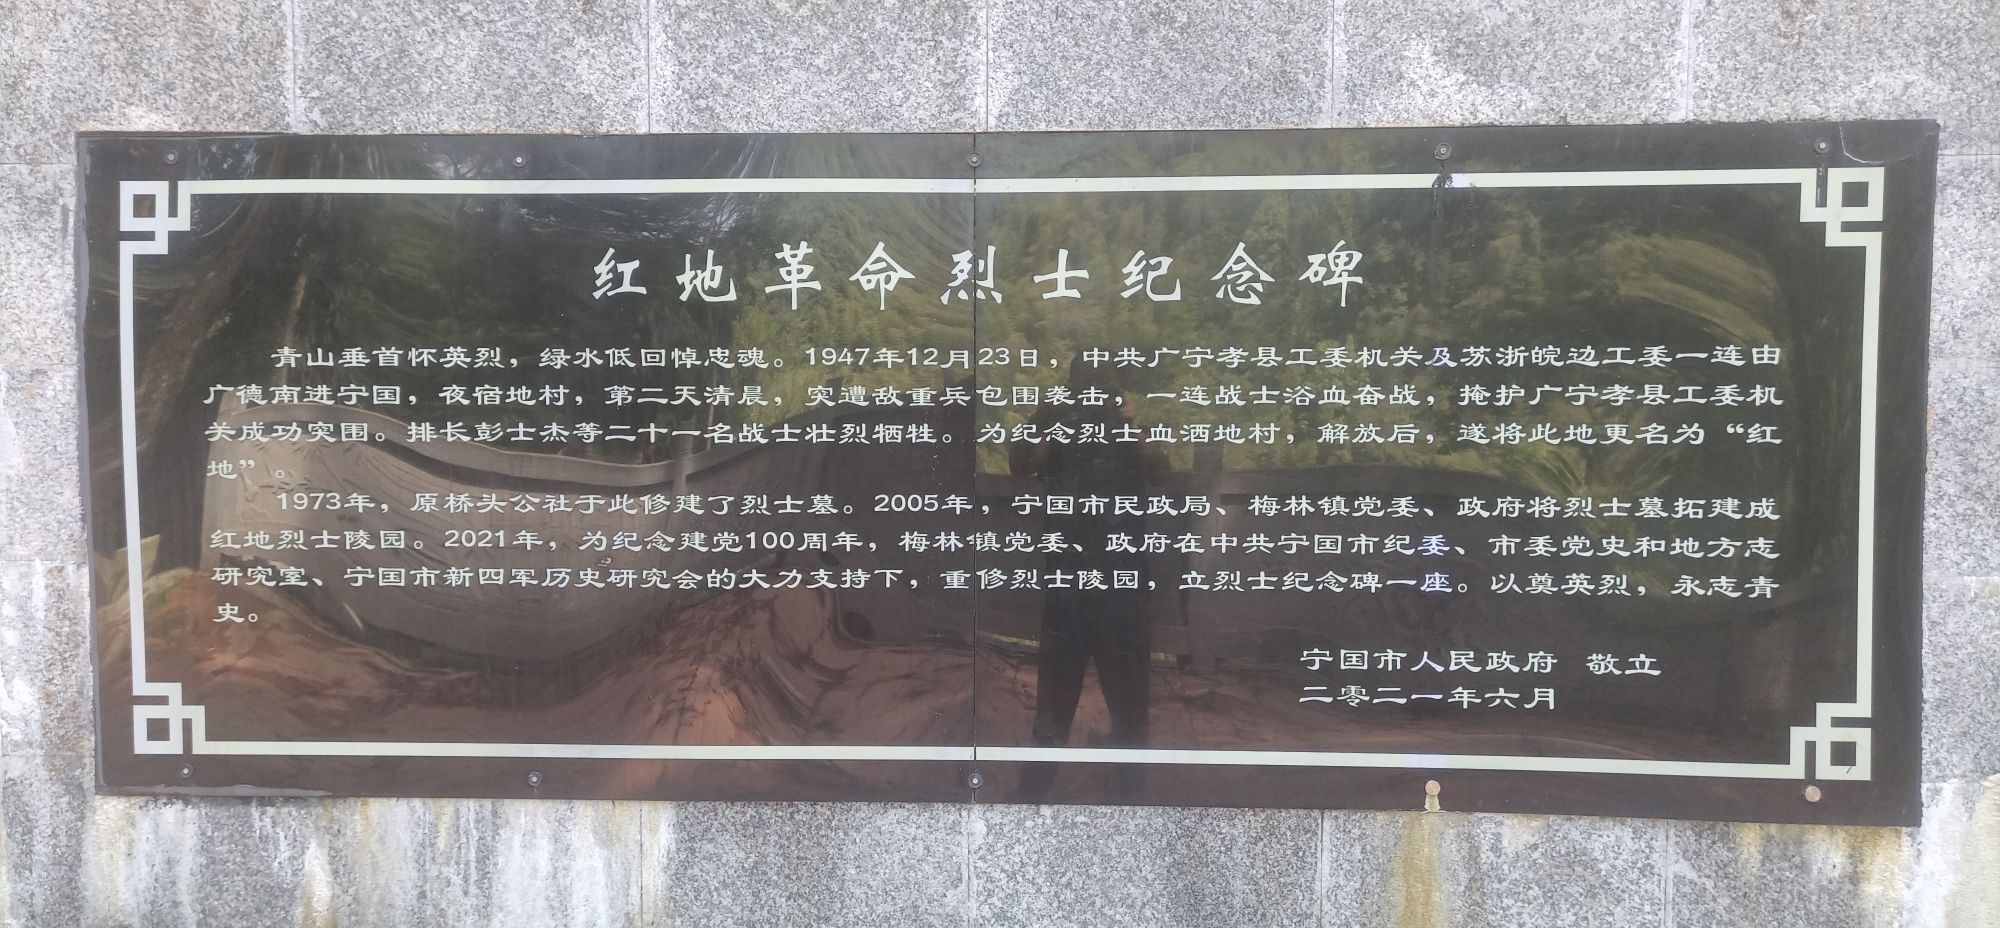 红地革命烈士纪念碑
青山垂首怀英烈，绿水低回悼忠魂。1947年12月23日，中共广宁孝县工委机关及苏浙皖边工委一连由
广德南进宁国，夜宿地村，第二天清晨，突遭敌重兵包围袭击，一连战士浴血奋战，掩护广宁孝县工委机
关成功突围。排长彭士杰等二十一名战士壮烈牺牲。为纪念烈士血洒地村，解放后，遂将此地更名为“红
地”。
1973年，原桥头公社于此修建了烈士墓。2005年，宁国市民政局、梅林镇党委、政府将烈士墓拓建成
红地烈士陵园。2021年，为纪念建党100周年，梅林镇党委、政府在中共宁国市纪委、市委党史和地方志
研究室、宁国市新四军历史研究会的大力支持下，重修烈士陵园，立烈士纪念碑一座。以奠英烈，永志青
史。
宁国市人民政府 敬立
二零二一年六月